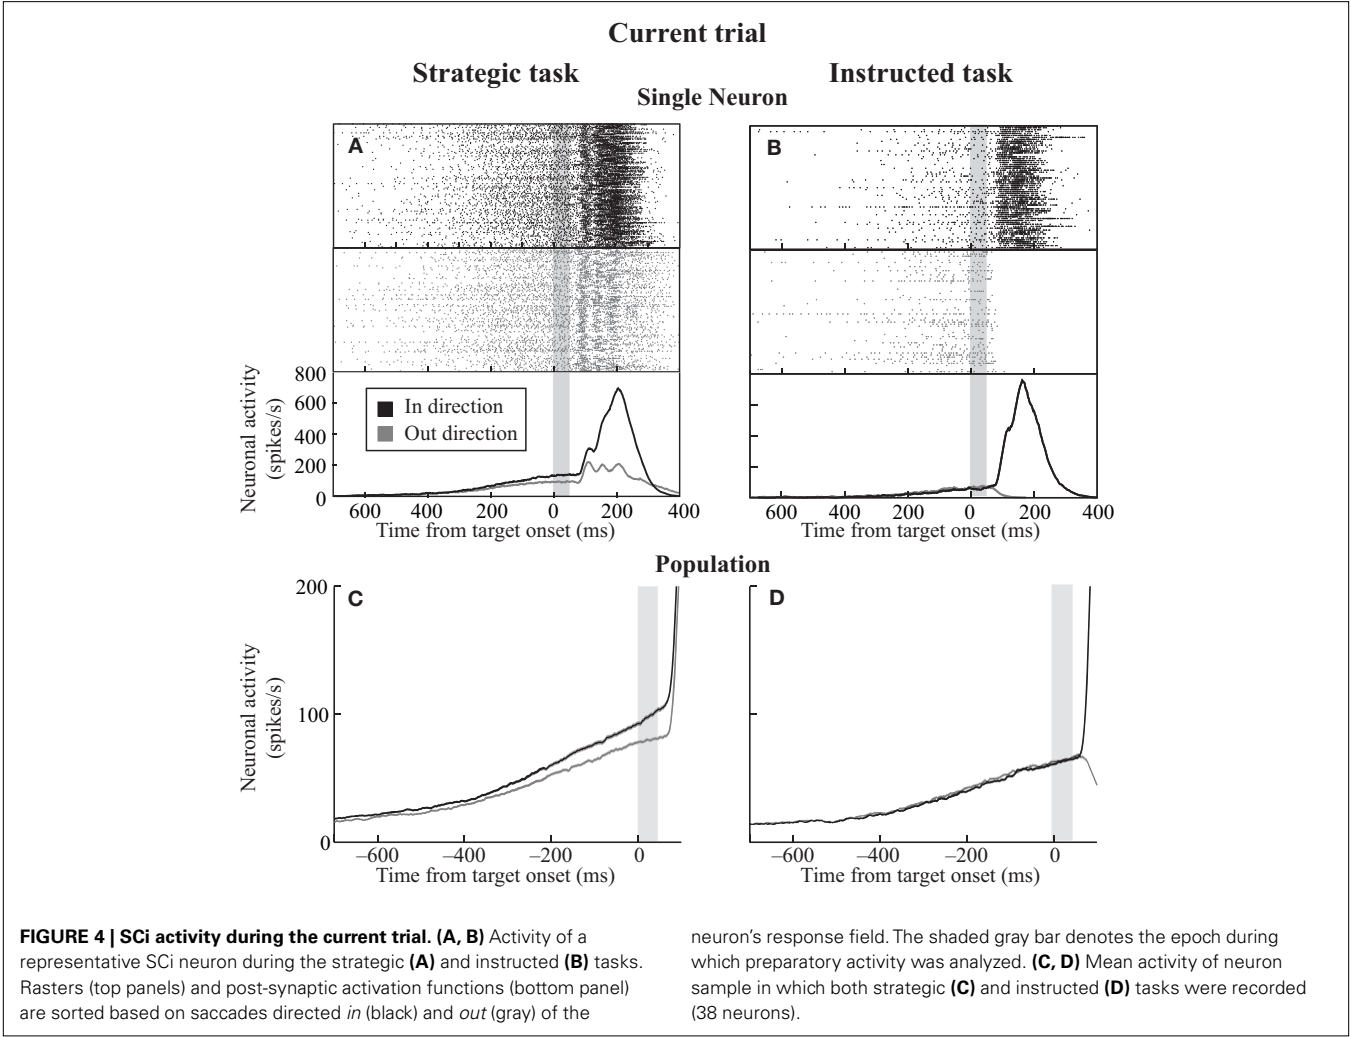 Current trial
Strategic task
Instructed task
Single Neuron
A
B
Neuronal activity
(spikes/s)
800
600
400
200
0
In direction
Out direction
600 400 200 0 200 400
Time from target onset (ms)
600 400 200 0 200 400
Time from target onset (ms)
Population
C
D
Neuronal activity
(spikes/s)
200
100
0
–600 –400 –200 0
Time from target onset (ms)
–600 –400 –200 0
Time from target onset (ms)
FIGURE 4 | SCi activity during the current trial. (A, B) Activity of a
representative SCi neuron during the strategic (A) and instructed (B) tasks.
Rasters (top panels) and post-synaptic activation functions (bottom panel)
are sorted based on saccades directed in (black) and out (gray) of the
neuron's response field. The shaded gray bar denotes the epoch during
which preparatory activity was analyzed. (C, D) Mean activity of neuron
sample in which both strategic (C) and instructed (D) tasks were recorded
(38 neurons).